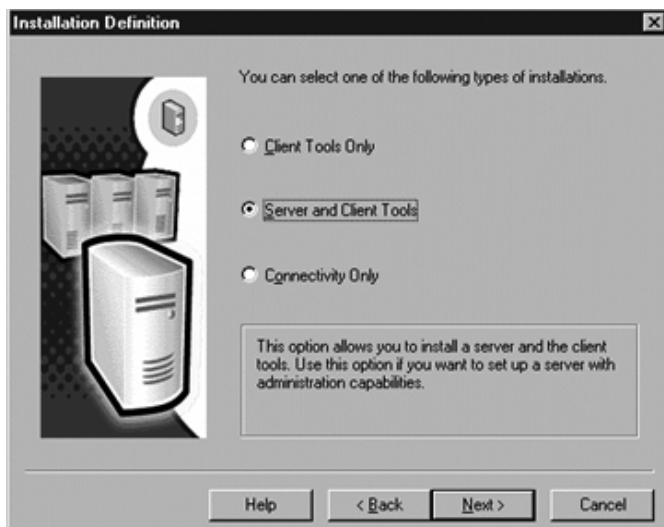 Installation Definition
You can select one of the following types of installations.
Client Tools Only
Server and Client Tools
Connectivity Only
This option allows you to install a server and the client
tools. Use this option if you want to set up a server with
administration capabilities.
Help
< Back
Next >
Cancel